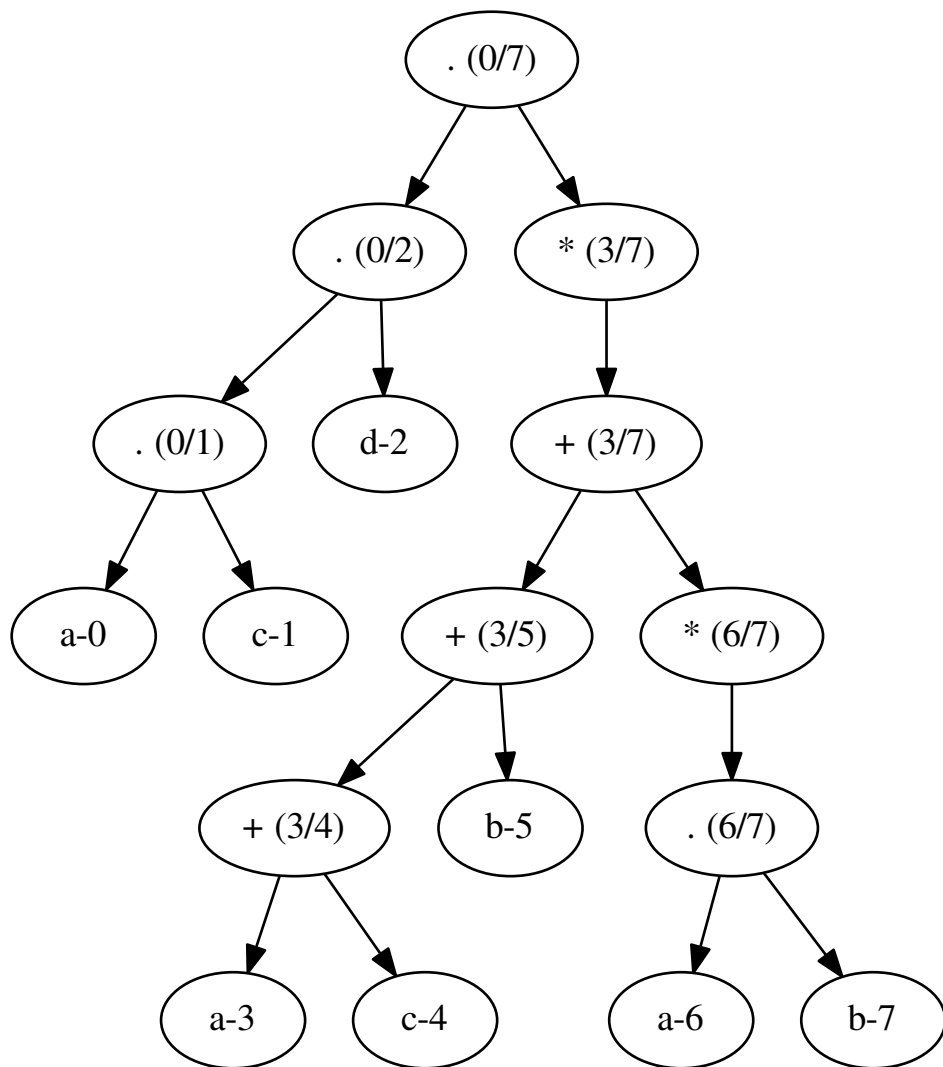 . (0/7)
. (0/2)
* (3/7)
. (0/1)
d-2
+ (3/7)
a-0
c-1
+ (3/5)
* (6/7)
+ (3/4)
b-5
. (6/7)
a-3
c-4
a-6
b-7